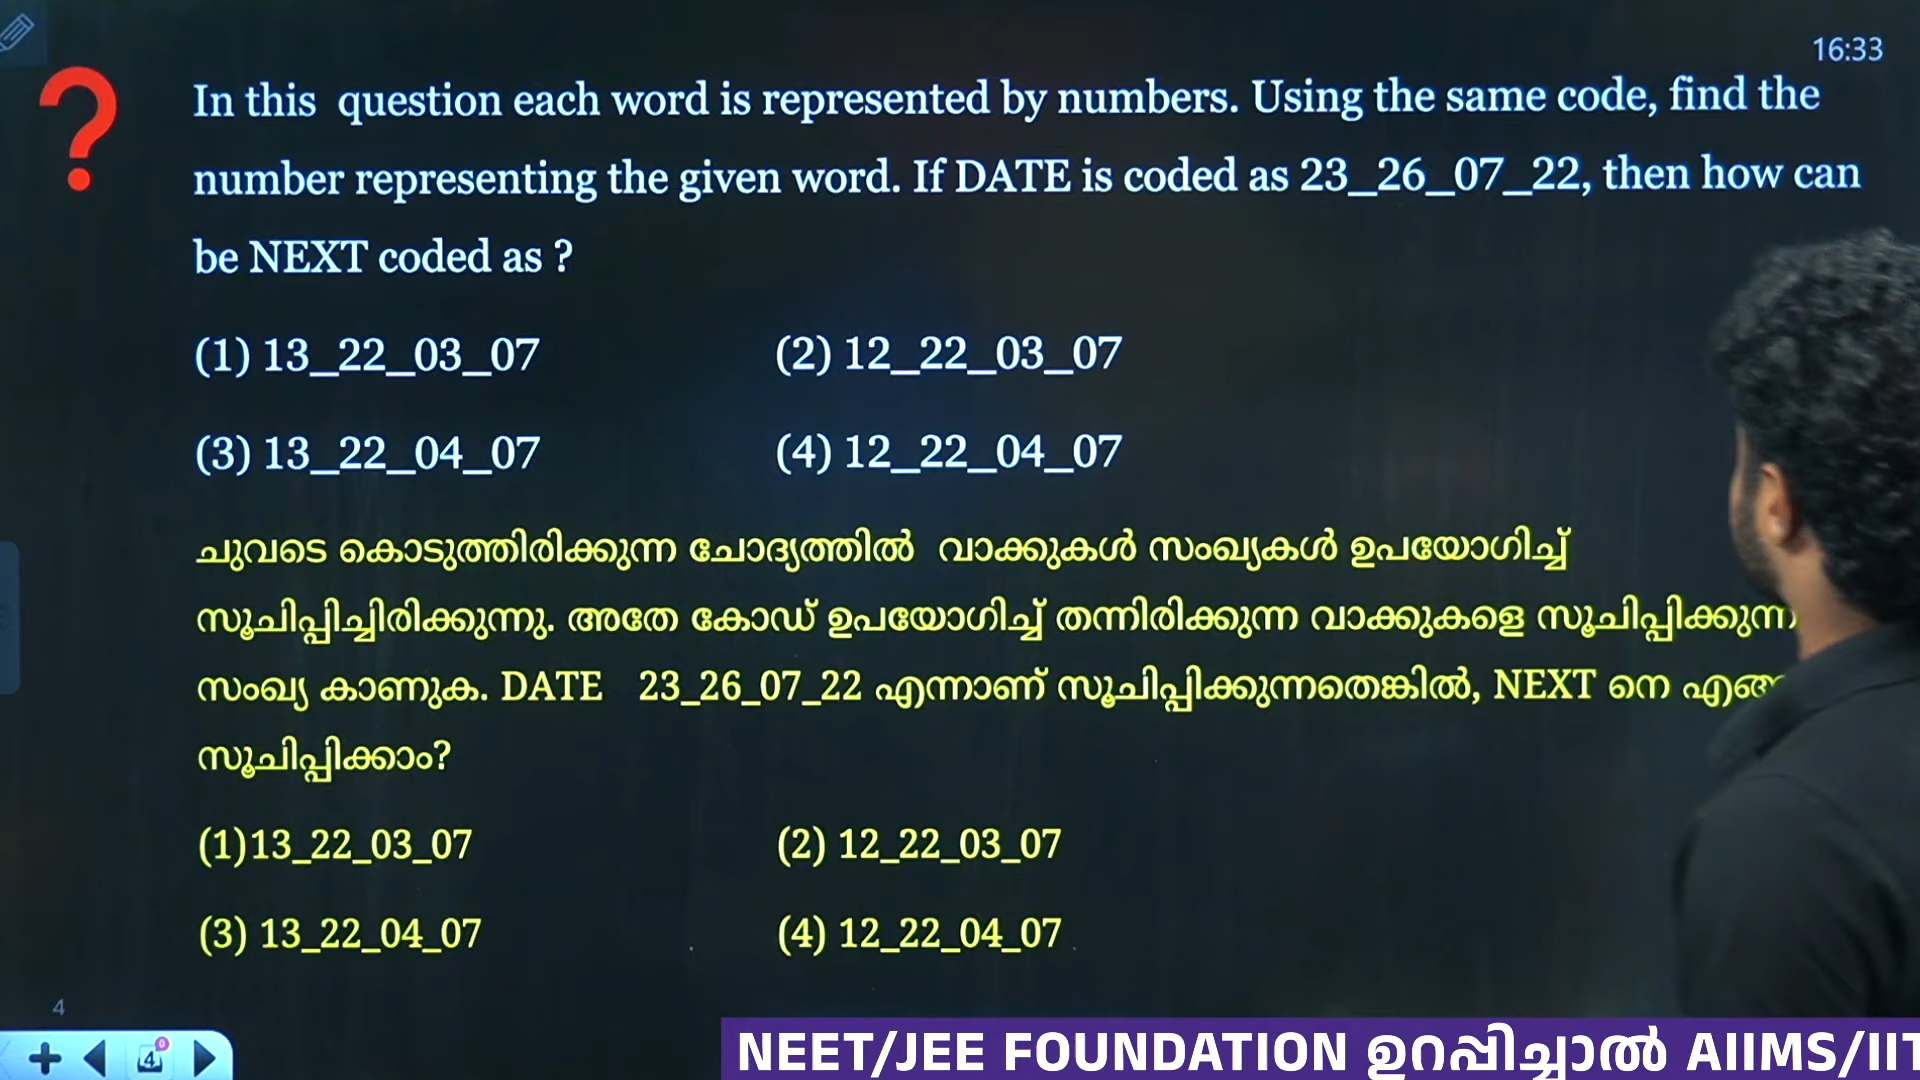 16:33
In this question each word is represented by numbers. Using the same code, find the
number representing the given word. If DATE is coded as 23_26_07_22, then how can
be NEXT coded as ?
(1) 13_22_03_07 (2) 12_22_03_07
(3) 13_22_04_07 (4) 12_22_04_07
ചുവടെ കൊടുത്തിരിക്കുന്ന ചോദ്യത്തിൽ വാക്കുകൾ സംഖ്യകൾ ഉപയോഗിച്ച്
സൂചിപ്പിച്ചിരിക്കുന്നു. അതേ കോഡ് ഉപയോഗിച്ച് തന്നിരിക്കുന്ന വാക്കുകളെ സൂചിപ്പിക്കുന്ന
സംഖ്യ കാണുക. DATE 23_26_07_22 എന്നാണ് സൂചിപ്പിക്കുന്നതെങ്കിൽ, NEXT നെ
സൂചിപ്പിക്കാം?
(1)13_22_03_07 (2) 12_22_03_07
(3) 13_22_04_07 (4) 12_22_04_07
4
4 0
NEET/JEE FOUNDATION ഉറപ്പിച്ചാൽ AIIMS/IIT